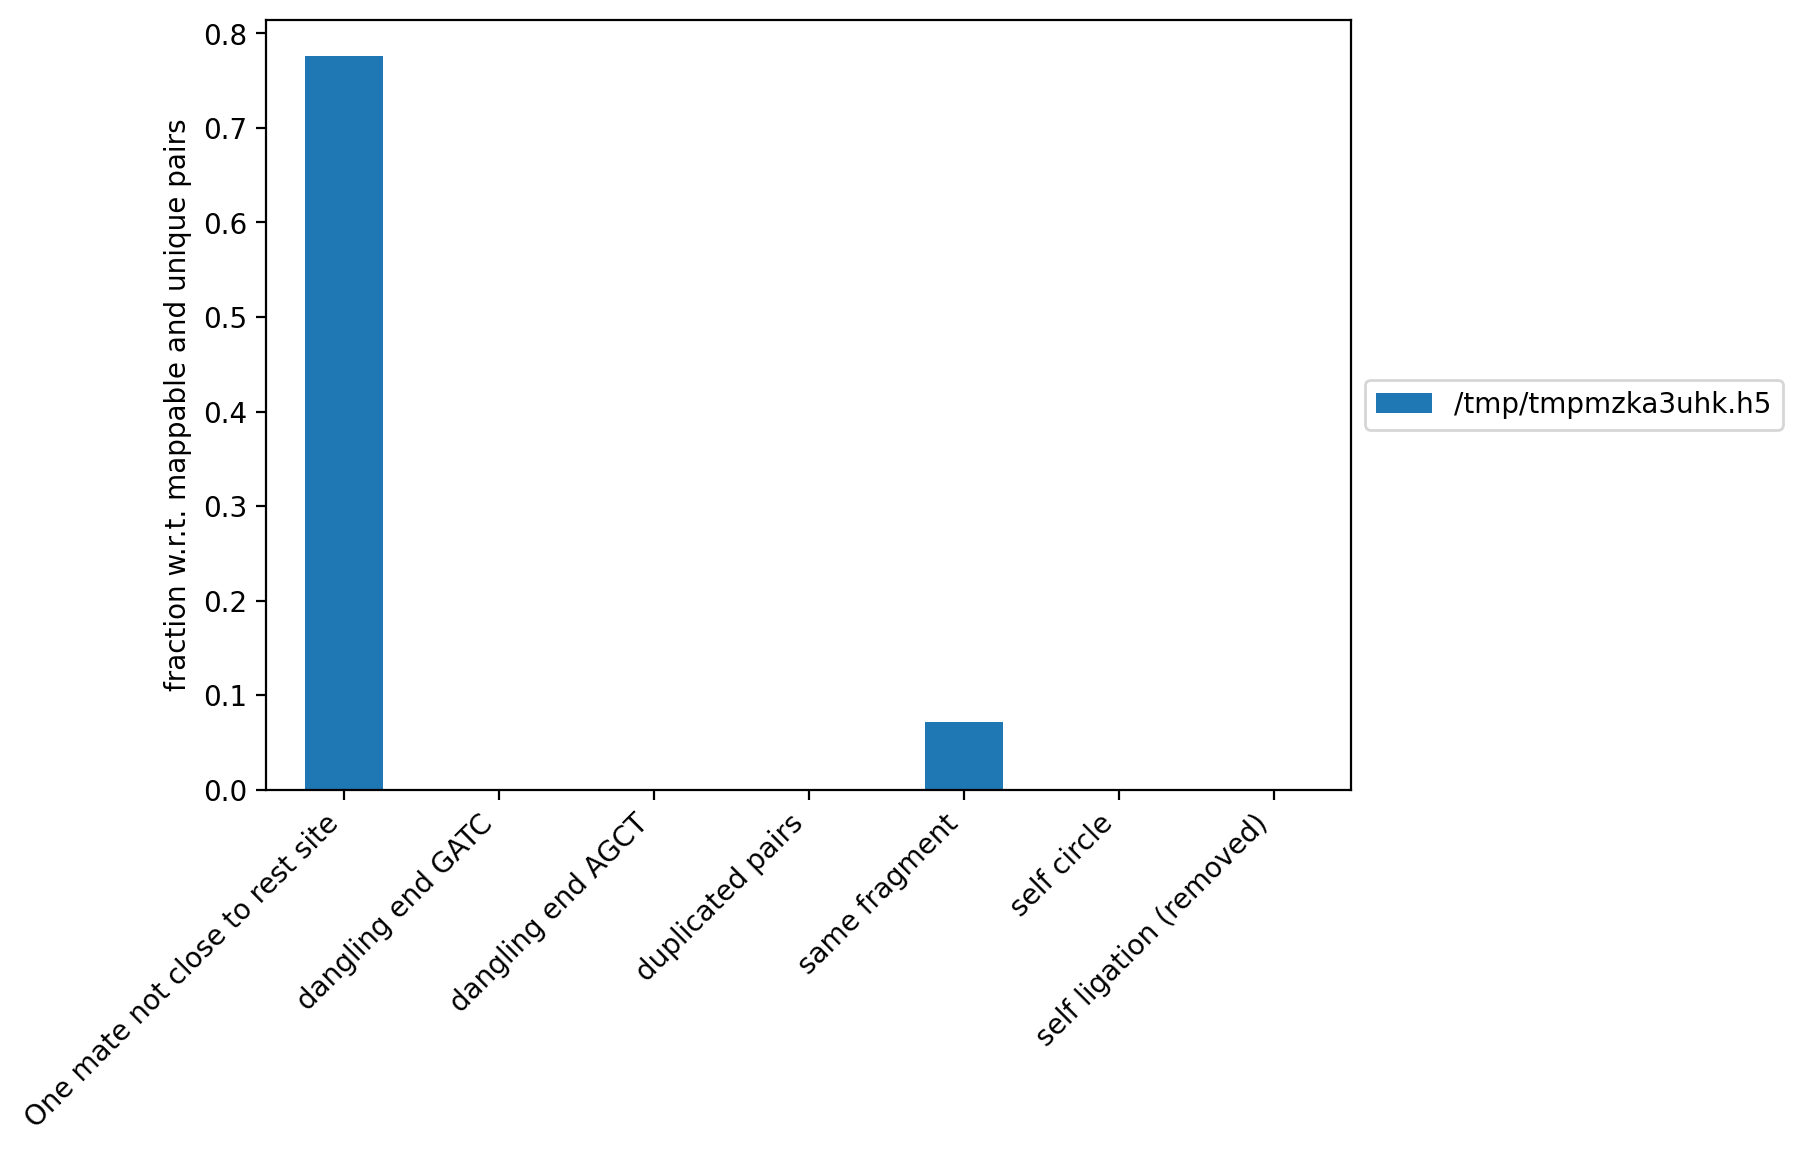 fraction w.r.t. mappable and unique pairs
0.8
0.7
0.6
0.5
0.4
0.3
0.2
0.1
0.0
One mate not close to rest site
dangling end GATC
dangling end AGCT
duplicated pairs
same fragment
self circle
self ligation (removed)
/tmp/tmpmzka3uhk.h5